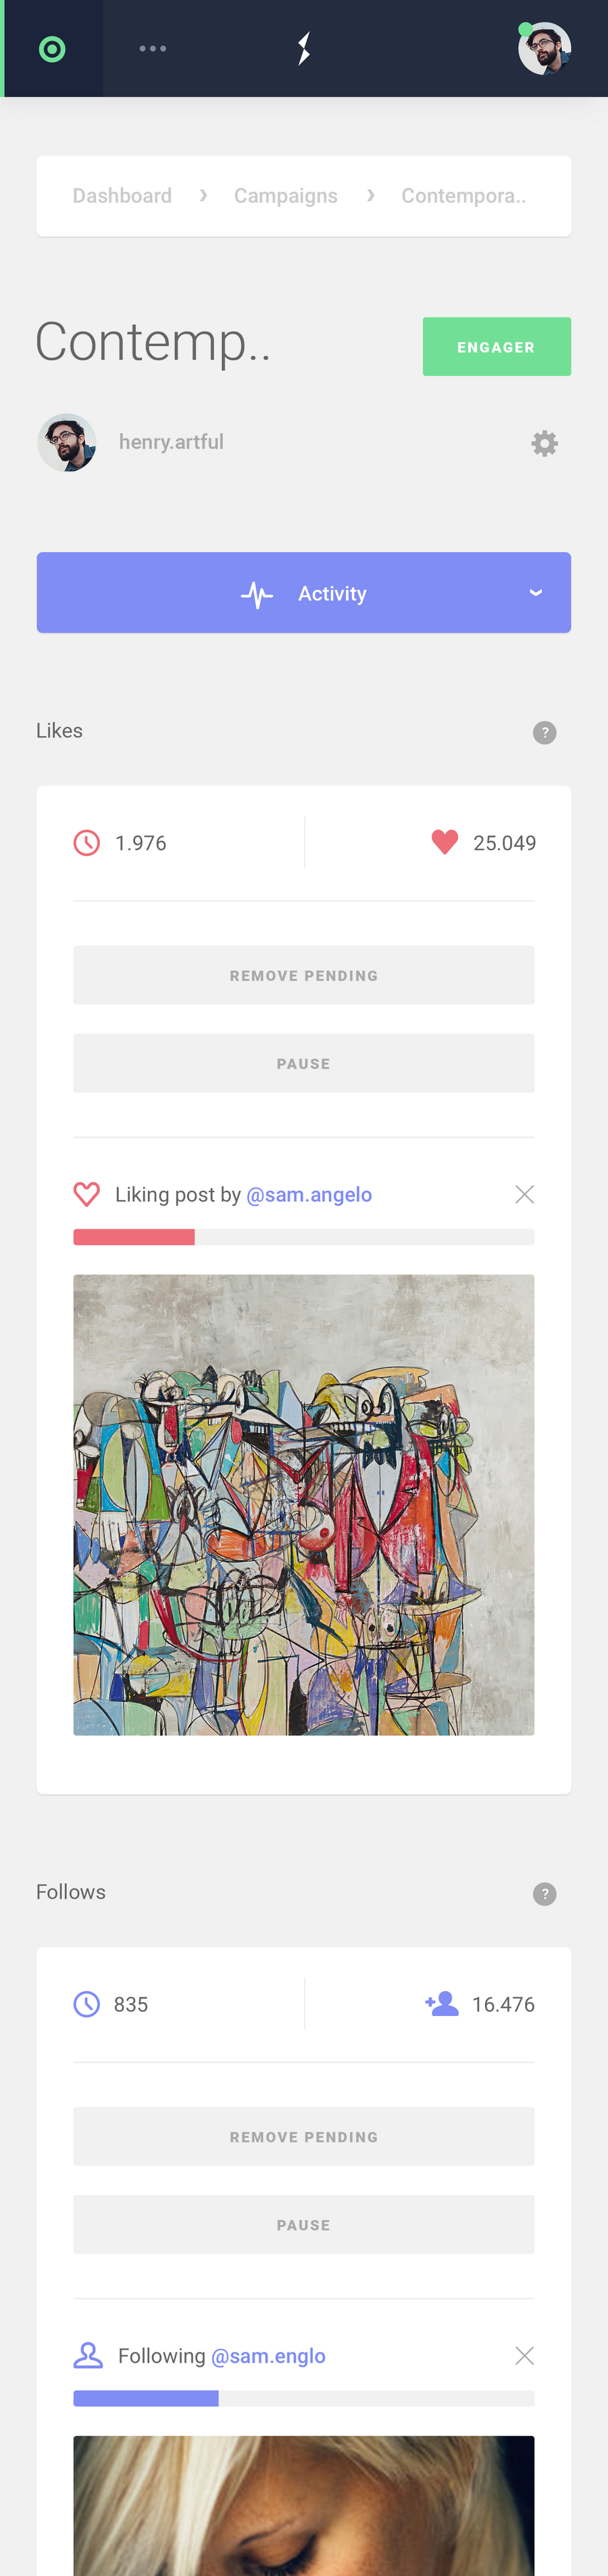 Dashboard › Campaigns › Contempora..
Contemp..
ENGAGER
henry.artful
Activity
Likes
?
1.976
25.049
REMOVE PENDING
PAUSE
Liking post by @sam.angelo
Follows
?
835
16.476
REMOVE PENDING
PAUSE
Following @sam.englo